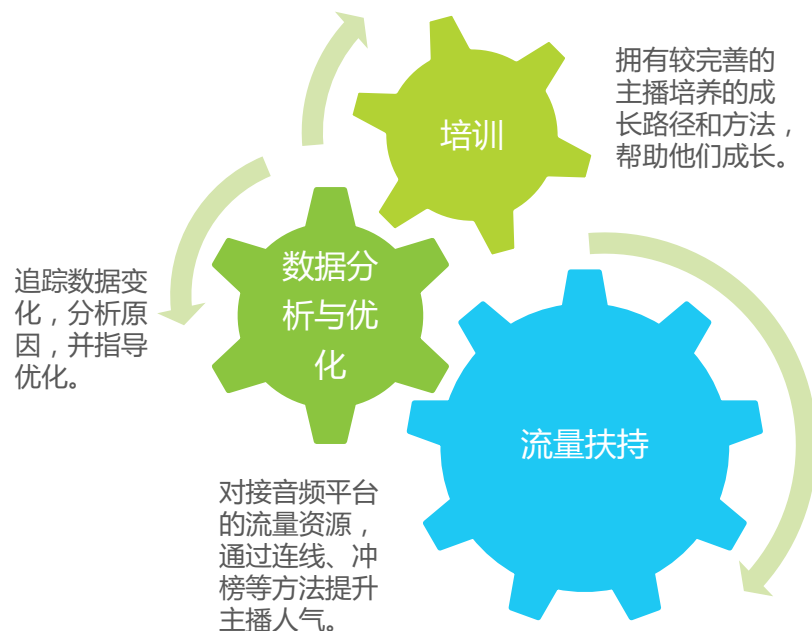 培训
拥有较完善的
主播培养的成
长路径和方法，
帮助他们成长。
数据分
析与优
化
追踪数据变
化，分析原
因，并指导
优化。
流量扶持
对接音频平台
的流量资源，
通过连线、冲
榜等方法提升
主播人气。